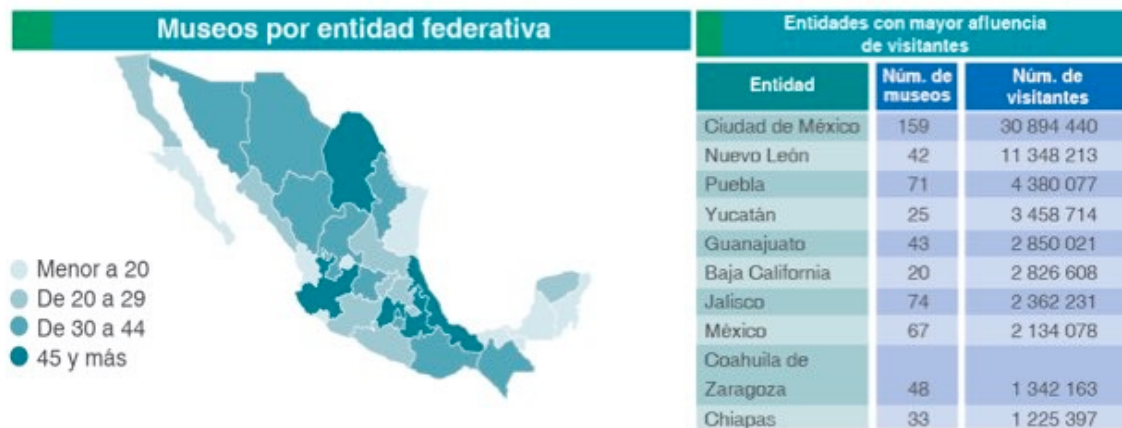 Museos por entidad federativa
Menor a 20
De 20 a 29
De 30 a 44
45 y más
Entidades con mayor afluencia
de visitantes
Entidad Núm. de museos Núm. de visitantes
Ciudad de México 159 30 894 440
Nuevo León 42 11 348 213
Puebla 71 4 380 077
Yucatán 25 3 458 714
Guanajuato 43 2 850 021
Baja California 20 2 826 608
Jalisco 74 2 362 231
México 67 2 134 078
Coahuila de
Zaragoza 48 1 342 163
Chiapas 33 1 225 397